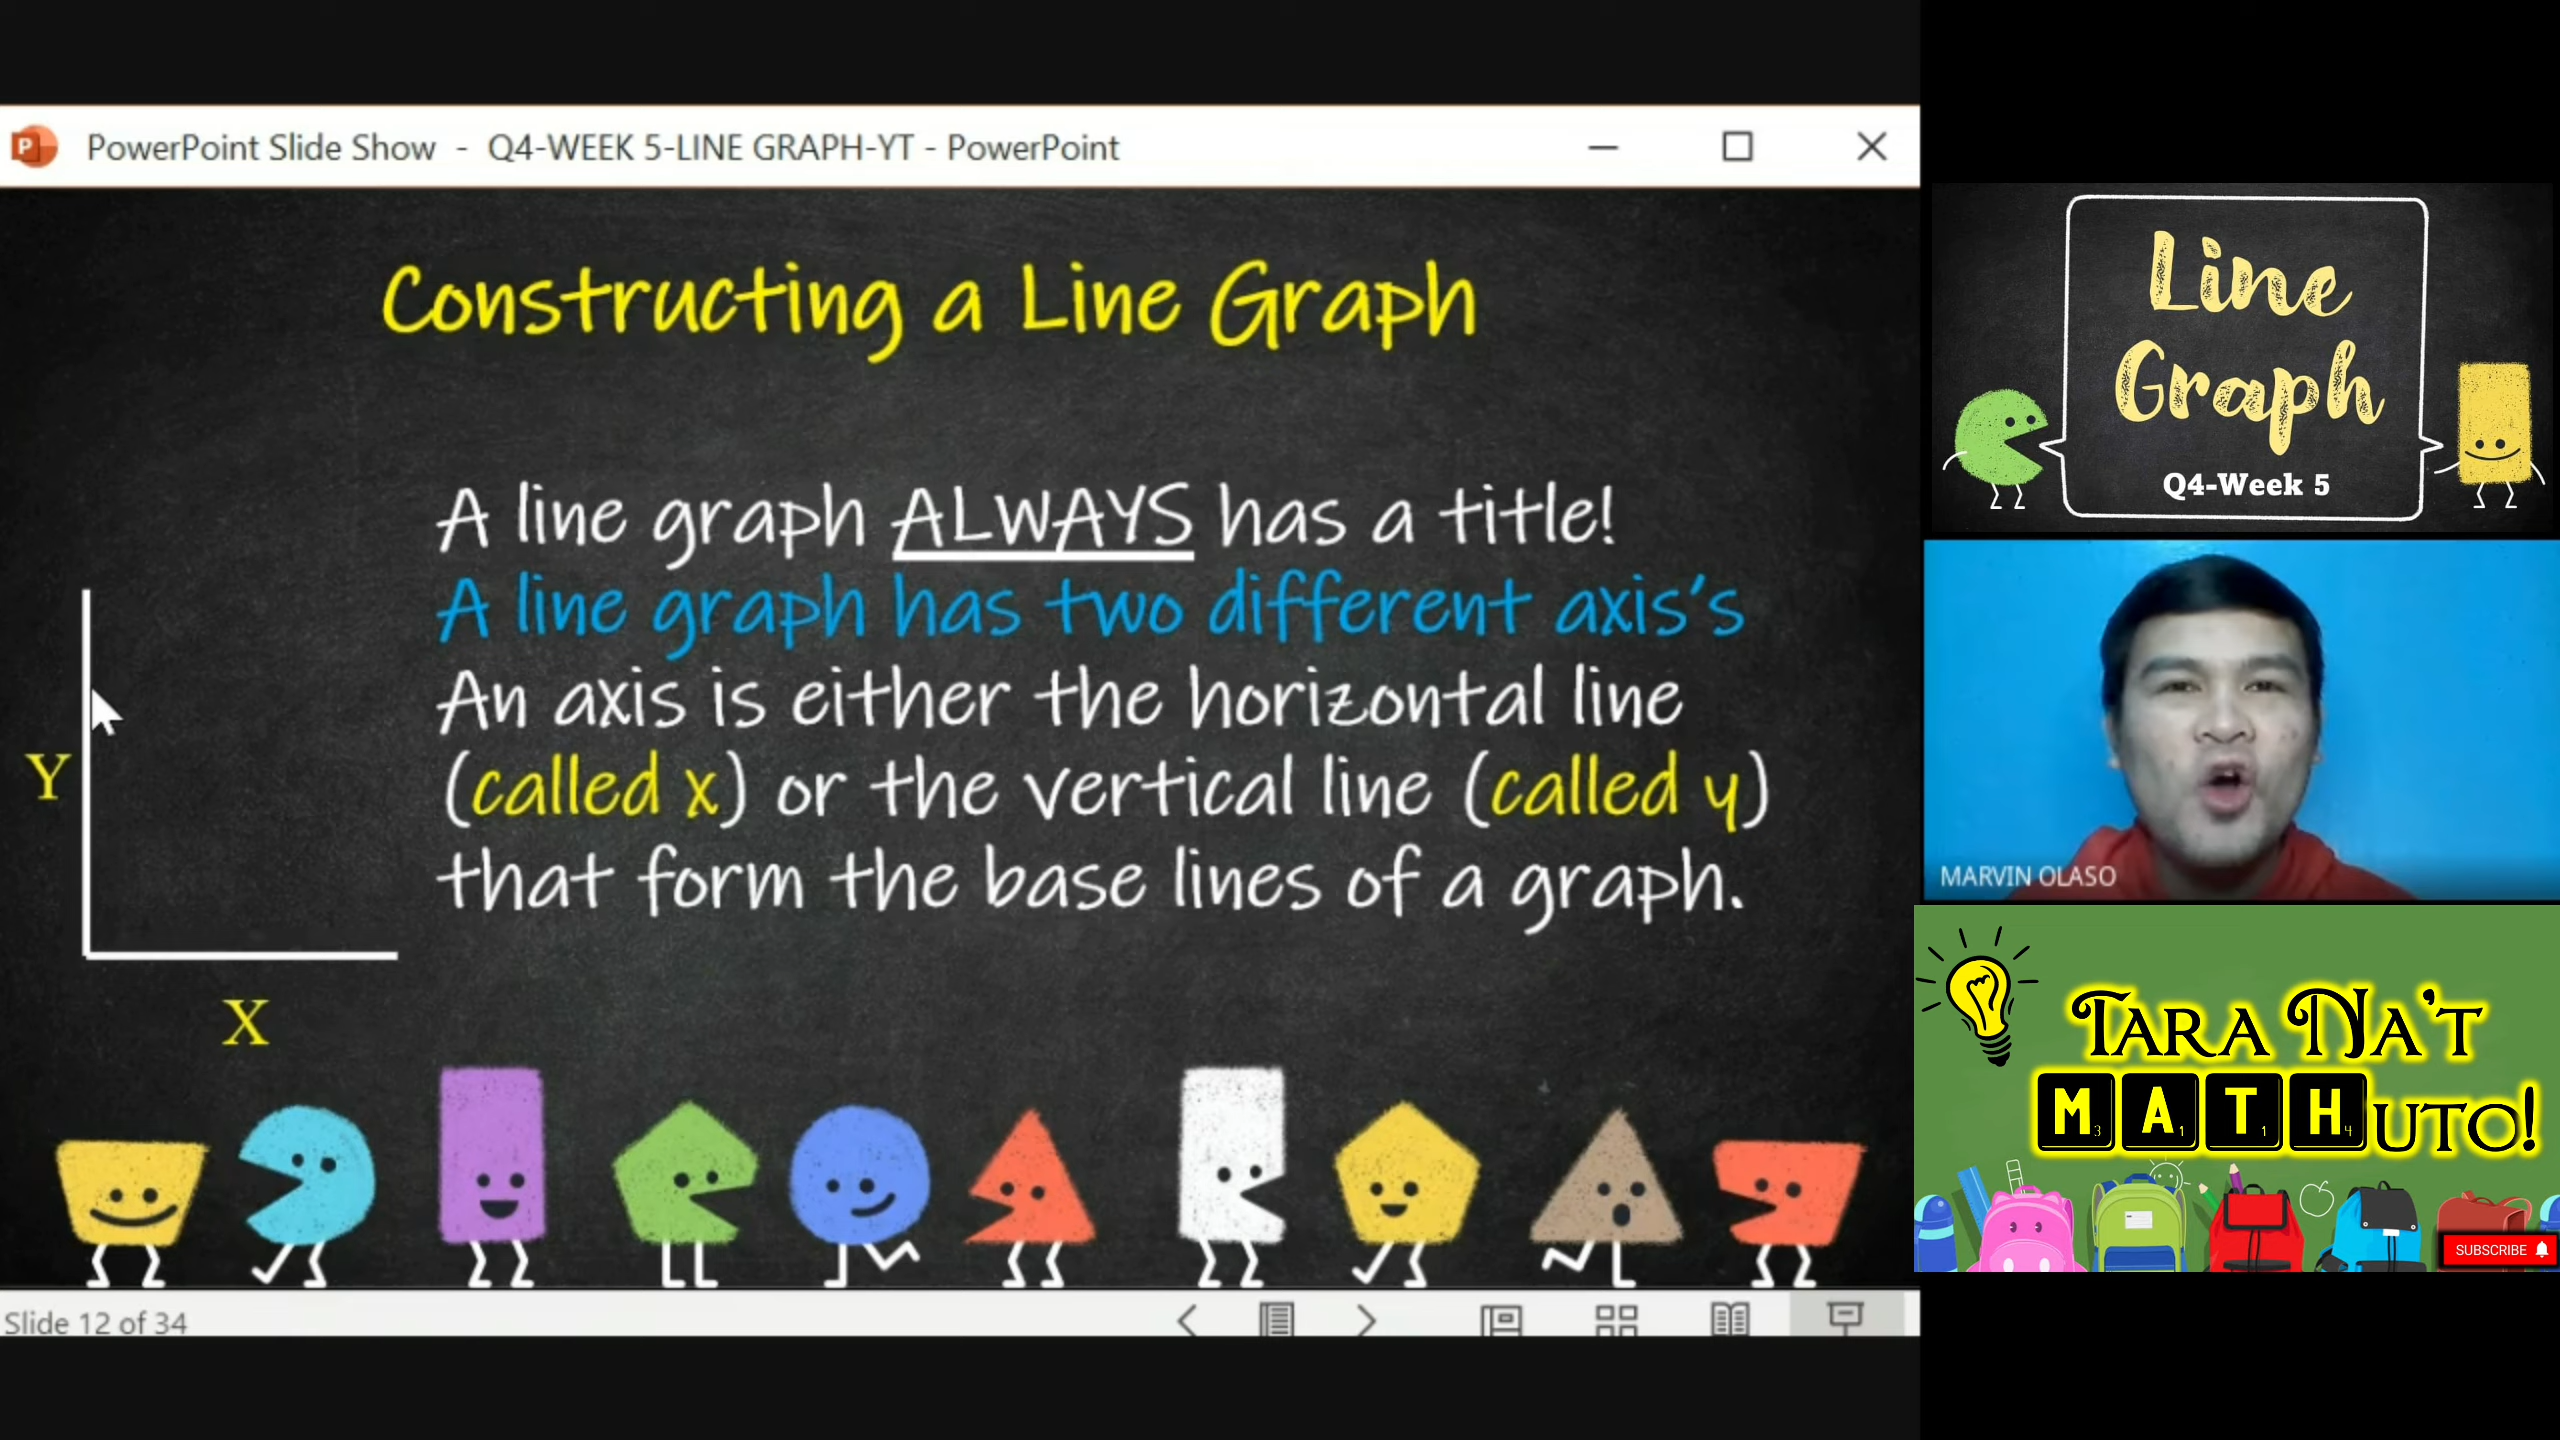 PowerPoint Slide Show - Q4-WEEK 5-LINE GRAPH-YT - PowerPoint
Constructing a Line Graph
A line graph ALWAYS has a title!
A line graph has two different axis's
An axis is either the horizontal line
(called x) or the vertical line (called y)
that form the base lines of a graph.
Y
X
Slide 12 of 34
Line
Graph
Q4-Week 5
MARVIN OLASO
TARA NA'T
MATHUTO!
SUBSCRIBE